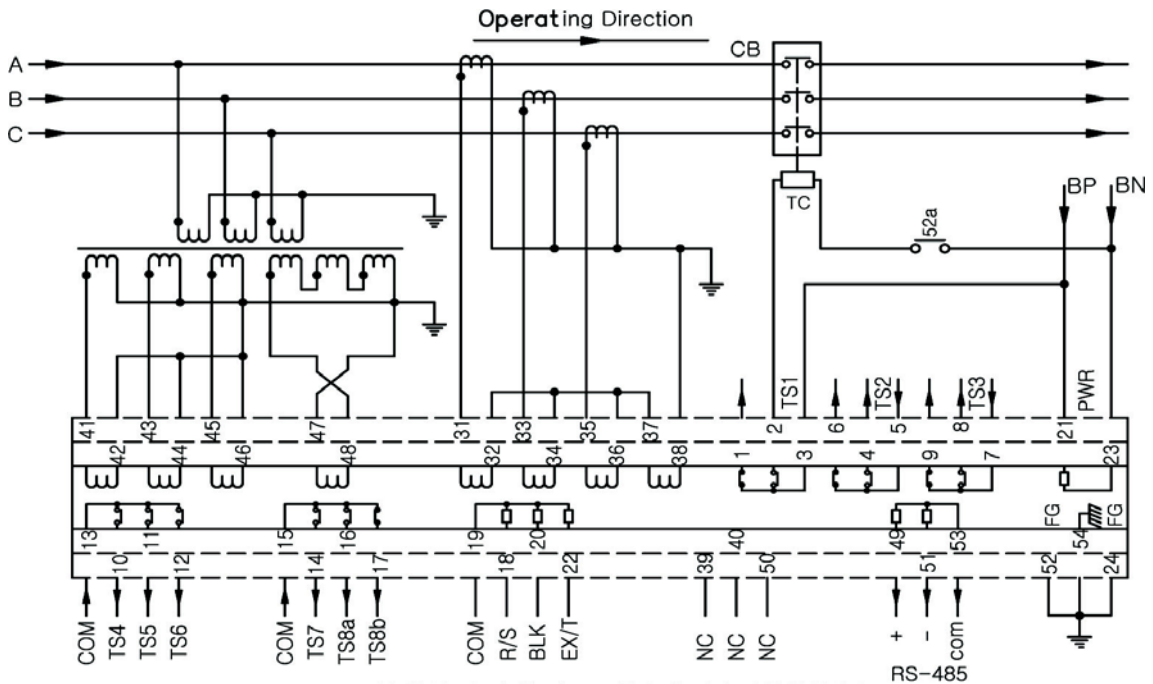 Operating Direction
CB
A
B
C
TC
52a
BP
BN
TS1
TS2
TS3
PWR
41
43
45
47
31
33
35
37
2
6
5
8
21
42
44
46
48
32
34
36
38
1
3
4
9
7
23
13
11
15
16
19
20
40
49
53
FG
54
FG
10
12
14
17
18
22
39
50
51
52
24
COM
TS4
TS5
TS6
COM
TS7
TS8a
TS8b
COM
R/S
BLK
EX/T
NC
NC
NC
+
-
com
RS-485